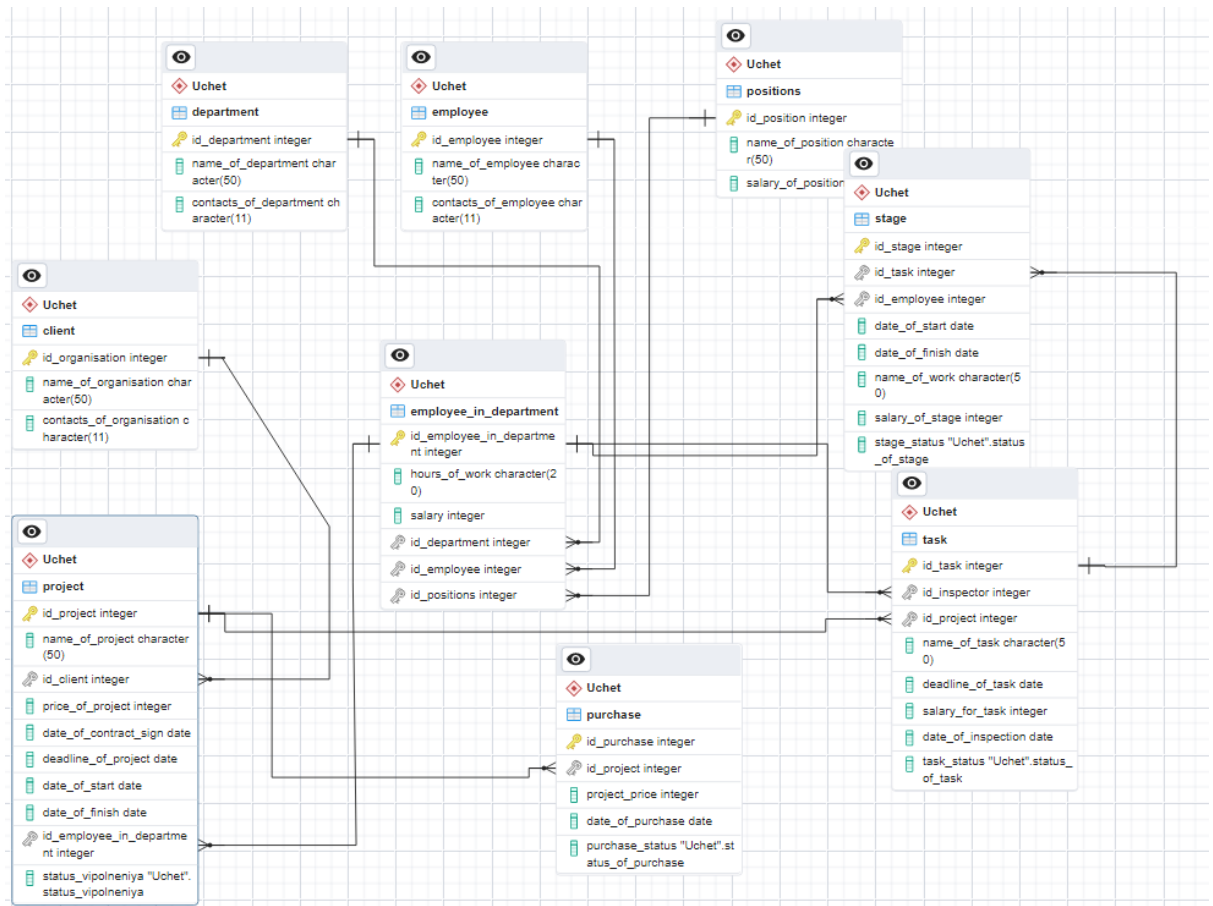 Uchet
department
id_department integer
name_of_department char
acter(50)
contacts_of_department ch
aracter(11)
Uchet
employee
id_employee integer
name_of_employee charac
ter(50)
contacts_of_employee char
acter(11)
Uchet
positions
id_position integer
name_of_position characte
r(50)
salary_of_position
Uchet
stage
id_stage integer
id_task integer
id_employee integer
date_of_start date
date_of_finish date
name_of_work character(5
0)
salary_of_stage integer
stage_status "Uchet".status
_of_stage
Uchet
client
id_organisation integer
name_of_organisation char
acter(50)
contacts_of_organisation c
haracter(11)
Uchet
employee_in_department
id_employee_in_departme
nt integer
hours_of_work character(2
0)
salary integer
id_department integer
id_employee integer
id_positions integer
Uchet
task
id_task integer
id_inspector integer
id_project integer
name_of_task character(5
0)
deadline_of_task date
salary_for_task integer
date_of_inspection date
task_status "Uchet".status_
of_task
Uchet
project
id_project integer
name_of_project character
(50)
id_client integer
price_of_project integer
date_of_contract_sign date
deadline_of_project date
date_of_start date
date_of_finish date
id_employee_in_departme
nt integer
status_vipolneniya "Uchet".
status_vipolneniya
Uchet
purchase
id_purchase integer
id_project integer
project_price integer
date_of_purchase date
purchase_status "Uchet".st
atus_of_purchase